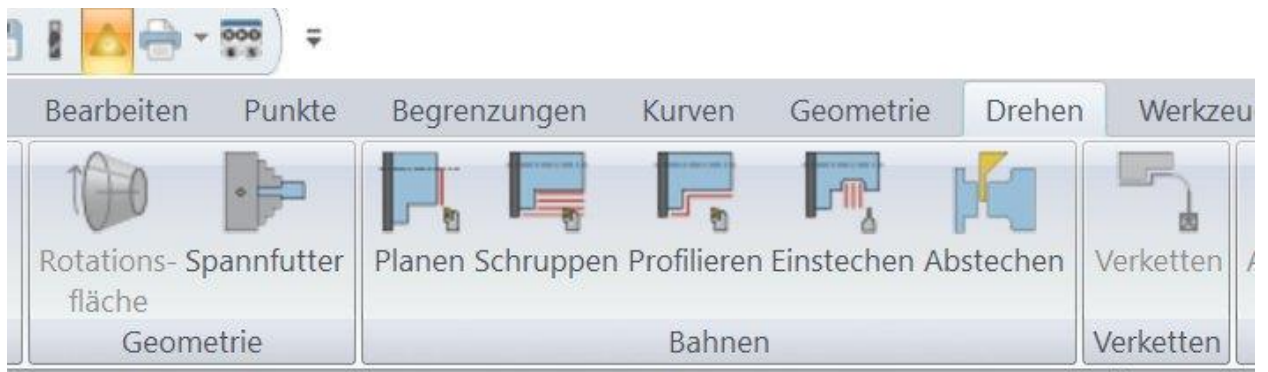 Bearbeiten Punkte Begrenzungen Kurven Geometrie Drehen
Rotations- Spannfutter Planen Schruppen Profilieren Einstechen Abstechen Verketten
fläche
Geometrie Bahnen Verketten